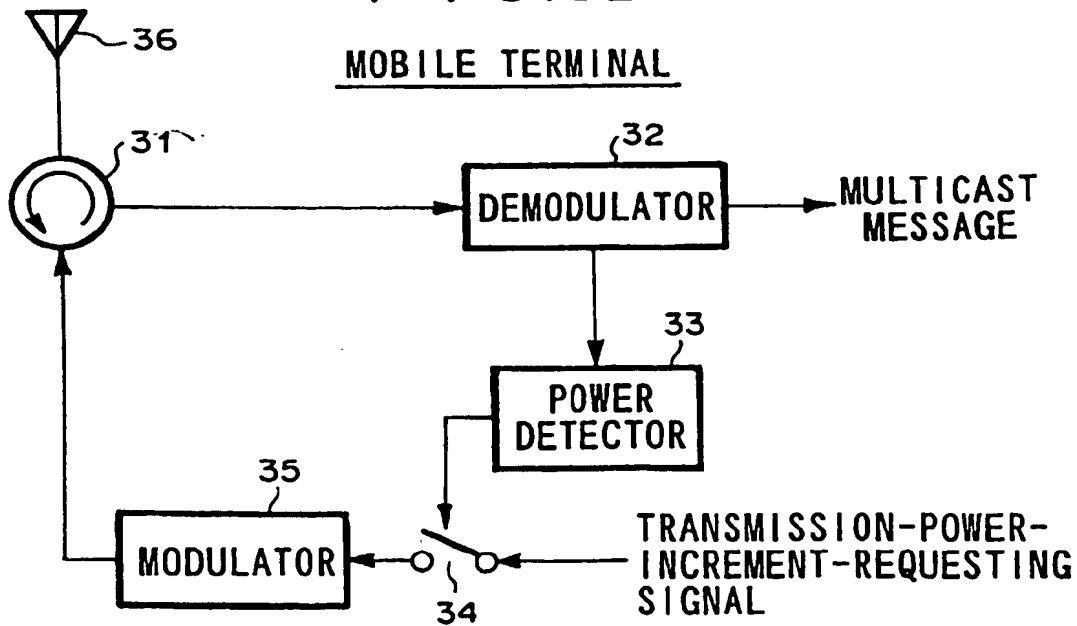 36
MOBILE TERMINAL
31
32
DEMODULATOR
MULTICAST
MESSAGE
33
POWER
DETECTOR
35
MODULATOR
34
TRANSMISSION-POWER-
INCREMENT-REQUESTING
SIGNAL